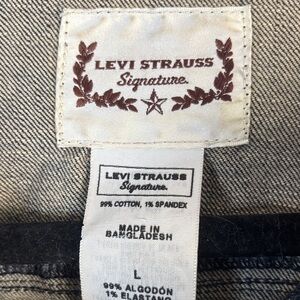 LEVI STRAUSS
Signature.
LEVI STRAUSS
Signature.
99% COTTON, 1% SPANDEX
MADE IN
BANGLADESH
L
99% ALGODÓN
1% ELASTANO